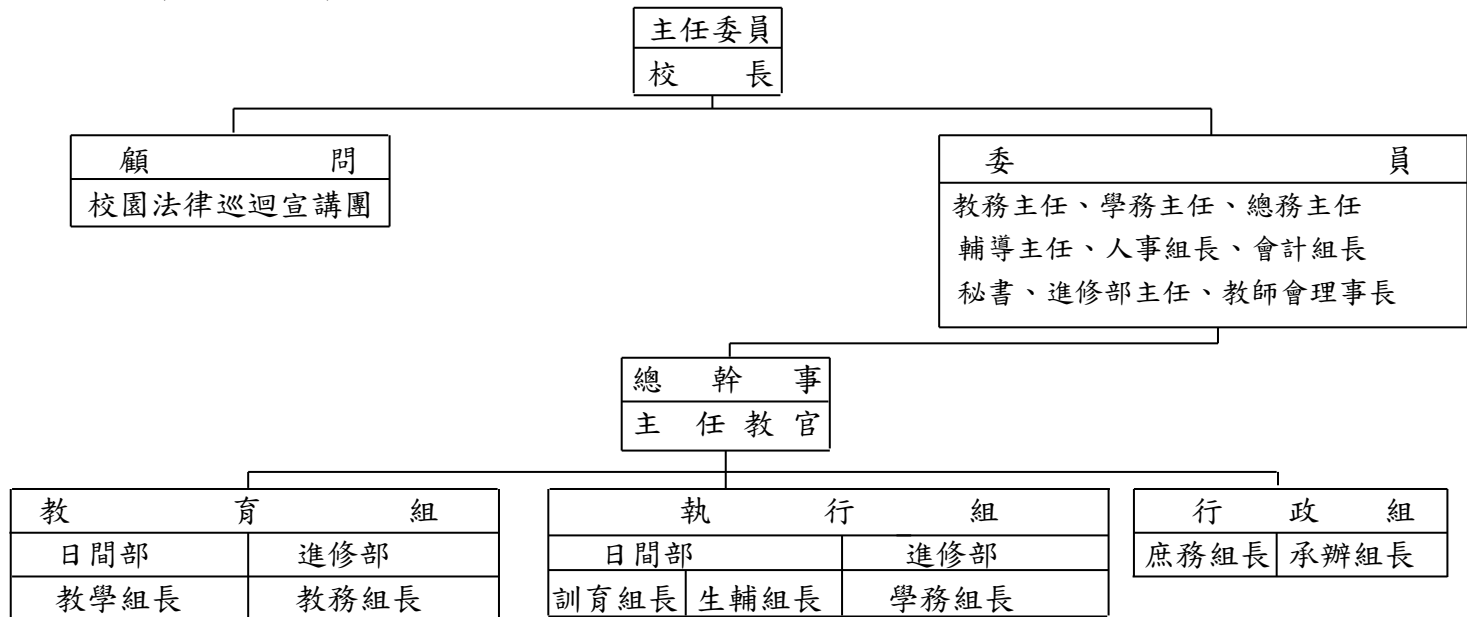 主任委員
校長
顧問
校園法律巡迴宣講團
委員
教務主任、學務主任、總務主任
輔導主任、人事組長、會計組長
秘書、進修部主任、教師會理事長
總幹事
主任教官
教育組
日間部 進修部
教學組長 教務組長
執行組
日間部 進修部
訓育組長 生輔組長 學務組長
行政組
庶務組長 承辦組長